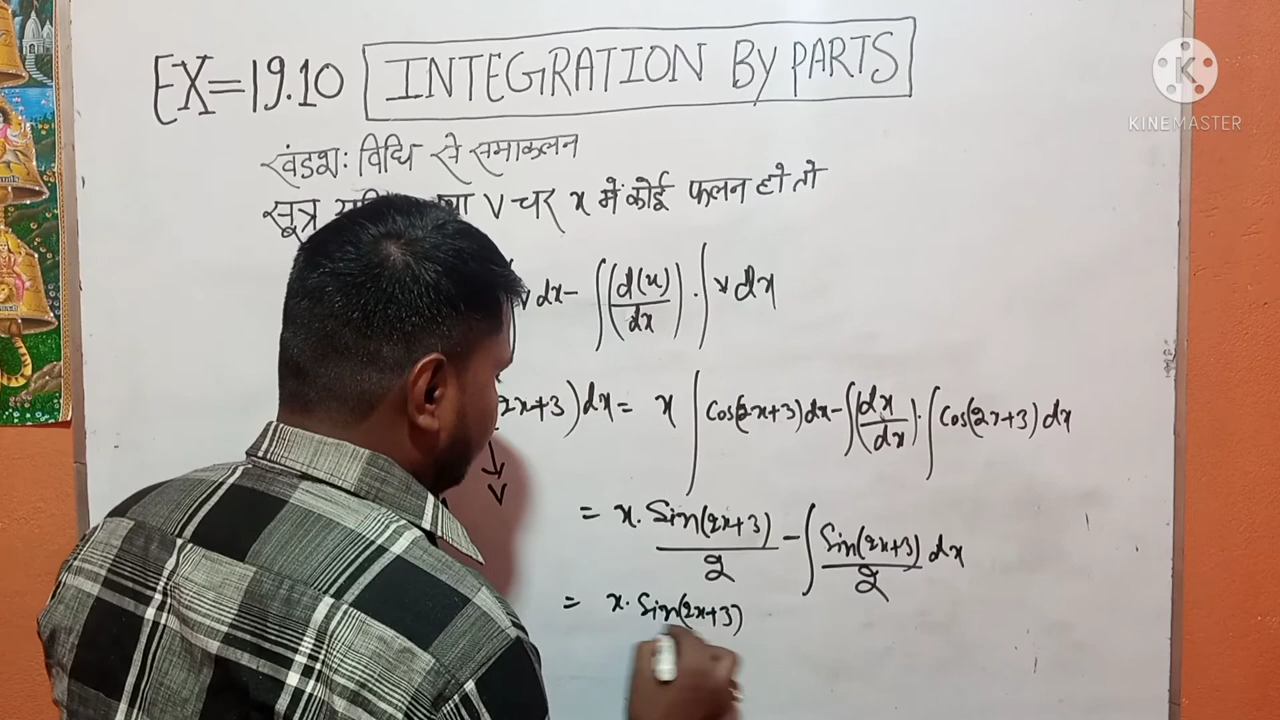 EX=19.10 INTEGRATION BY PARTS
खंडशः विधि से समाकलन
सूत्र V चर x में कोई फलन हो तो
v dx- ∫(d(u)/dx).∫v dx
2x+3)dx= x ∫cos(2x+3)dx-∫(dx/dx).∫cos(2x+3)dx
↓
V
= x. Sin(2x+3)/2 - ∫Sin(2x+3)/2 dx
= x. Sin(2x+3)
K
KINEMASTER